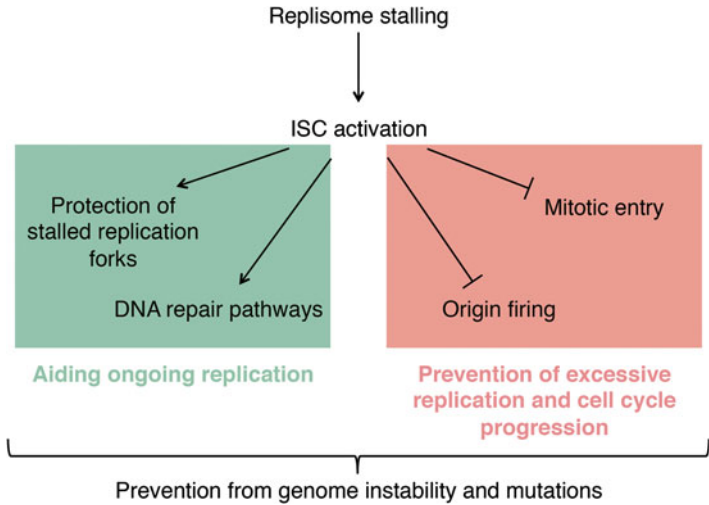 Replisome stalling
ISC activation
Protection of
stalled replication
forks
DNA repair pathways
Mitotic entry
Origin firing
Aiding ongoing replication
Prevention of excessive
replication and cell cycle
progression
Prevention from genome instability and mutations